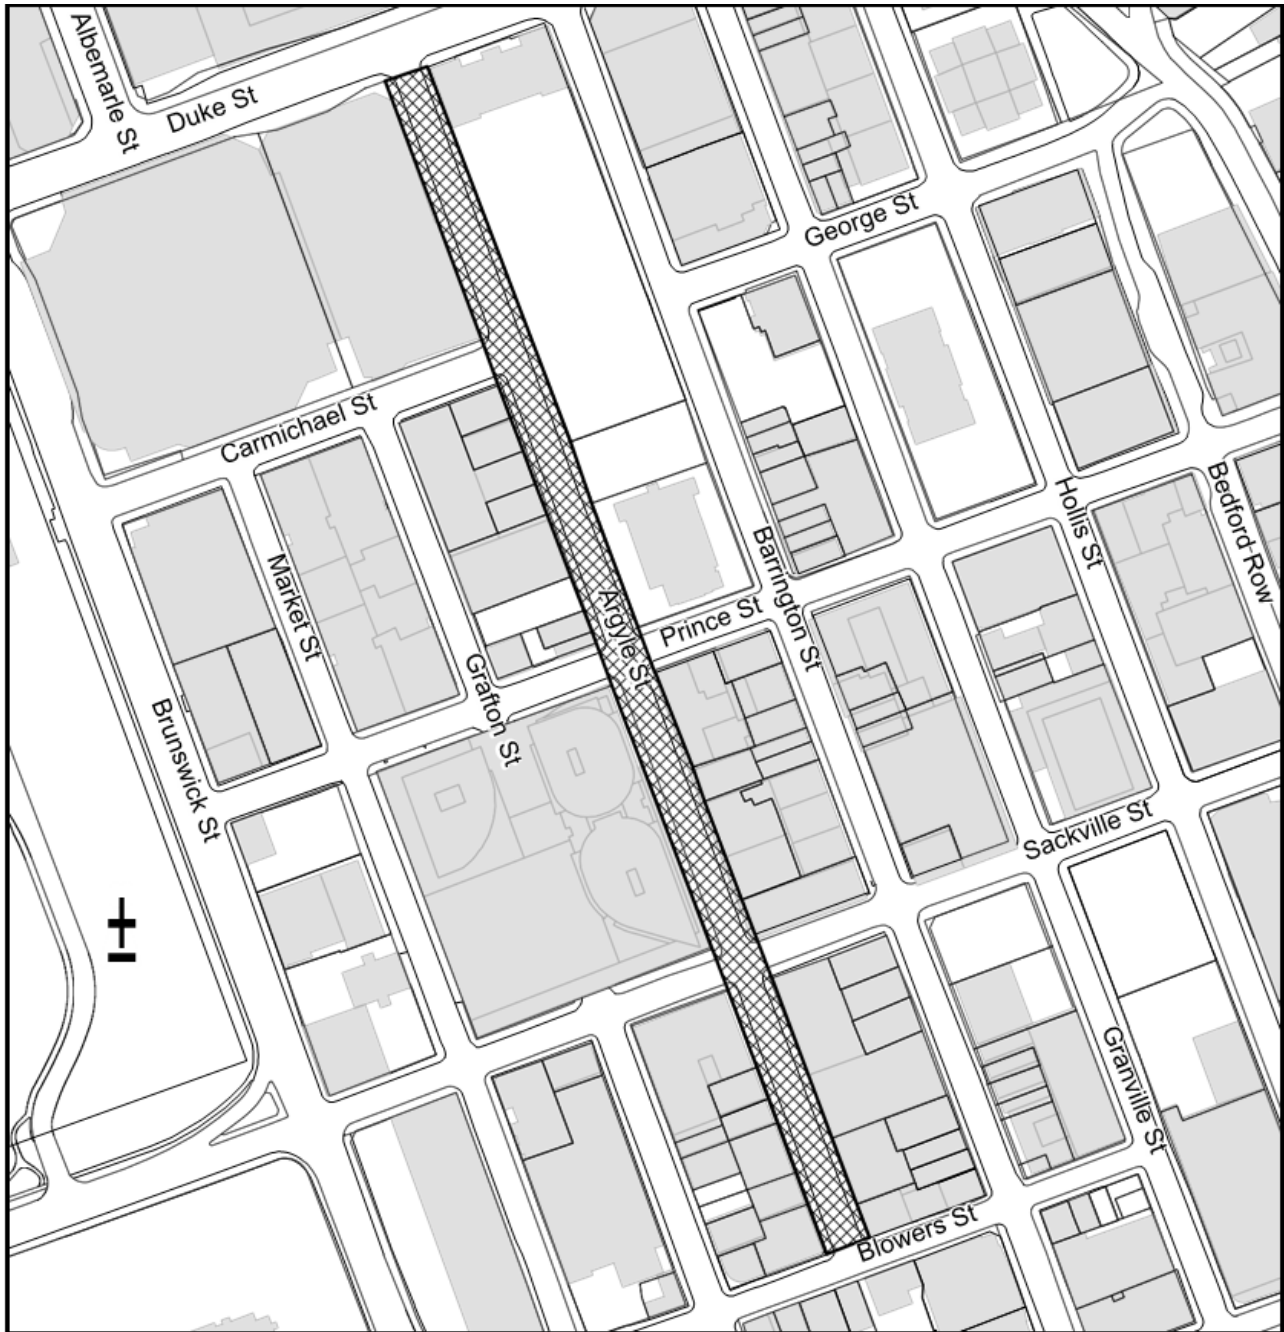 Albemarle St
Duke St
George St
Carmichael St
Hollis St
Bedford Row
Barrington St
Market St
Argyle St
Prince St
Grafton St
Brunswick St
Sackville St
Granville St
Blowers St